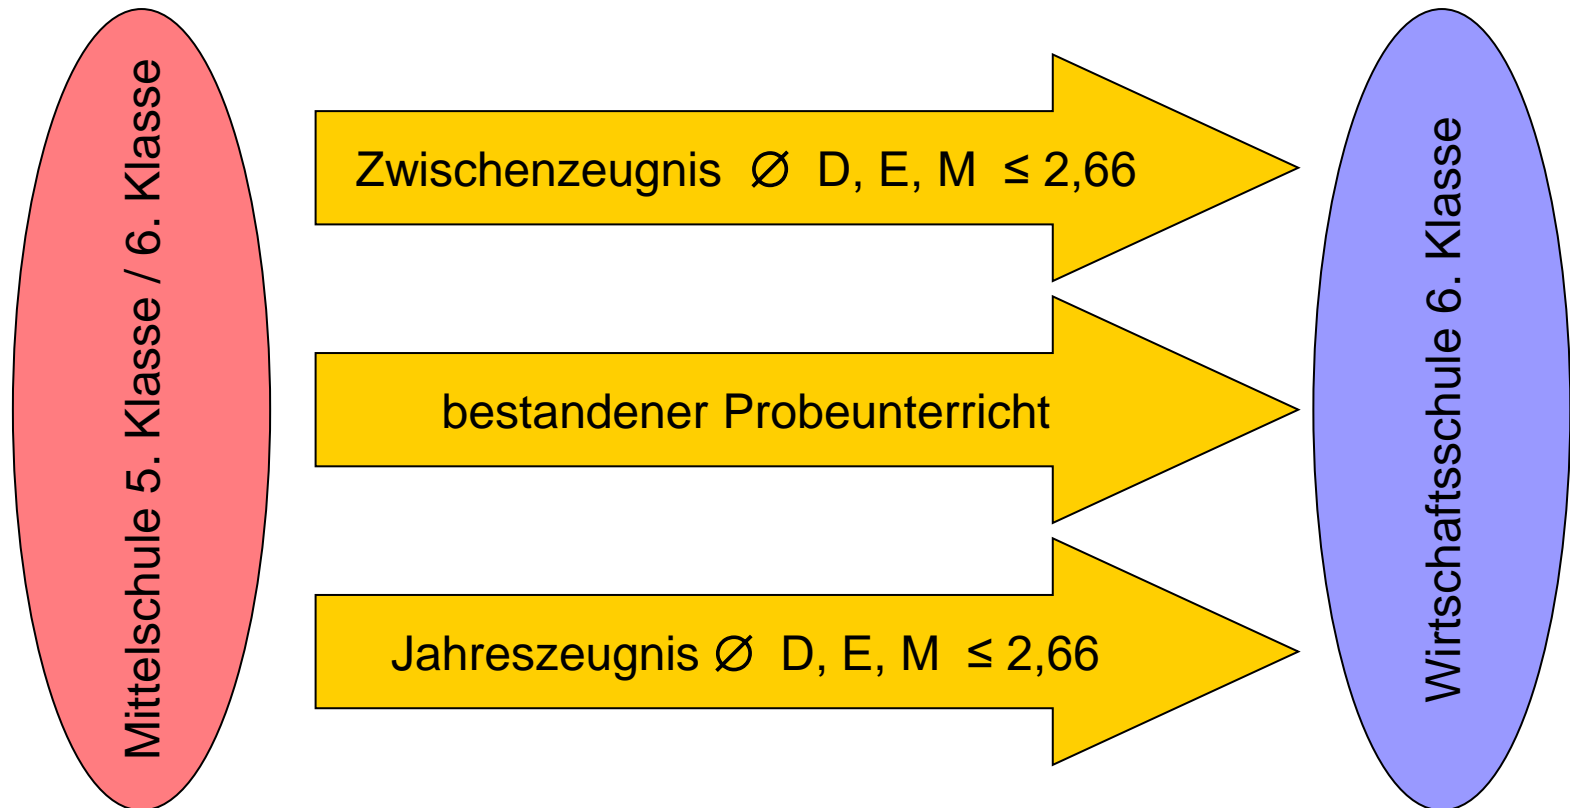 Mittelschule 5. Klasse / 6. Klasse
Zwischenzeugnis ∅ D, E, M ≤ 2,66
bestandener Probeunterricht
Jahreszeugnis ∅ D, E, M ≤ 2,66
Wirtschaftsschule 6. Klasse